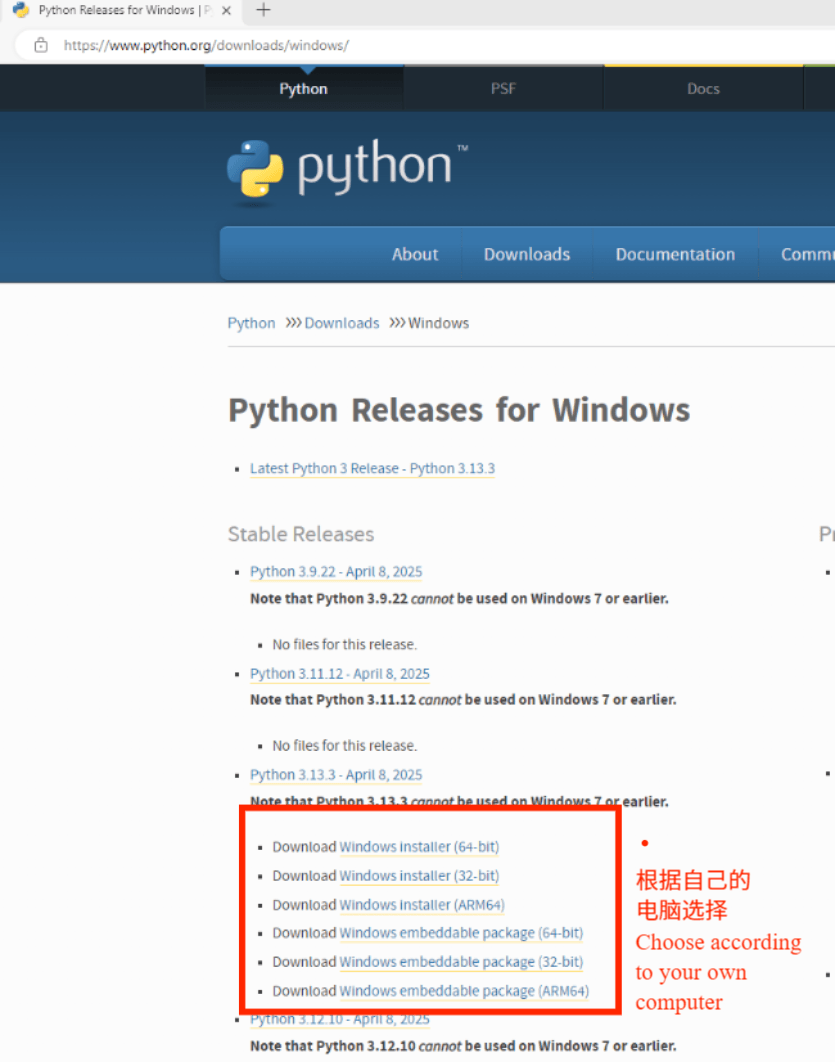 Python Releases for Windows | P
https://www.python.org/downloads/windows/
Python PSF Docs
python™
About Downloads Documentation
Python >>> Downloads >>> Windows
Python Releases for Windows
Latest Python 3 Release - Python 3.13.3
Stable Releases
Python 3.9.22 - April 8, 2025
Note that Python 3.9.22 cannot be used on Windows 7 or earlier.
No files for this release.
Python 3.11.12 - April 8, 2025
Note that Python 3.11.12 cannot be used on Windows 7 or earlier.
No files for this release.
Python 3.13.3 - April 8, 2025
Note that Python 3.13.3 cannot be used on Windows 7 or earlier.
Download Windows installer (64-bit)
Download Windows installer (32-bit)
Download Windows installer (ARM64)
Download Windows embeddable package (64-bit)
Download Windows embeddable package (32-bit)
Download Windows embeddable package (ARM64)
根据自己的
电脑选择
Choose according
to your own
computer
Python 3.12.10 - April 8, 2025
Note that Python 3.12.10 cannot be used on Windows 7 or earlier.